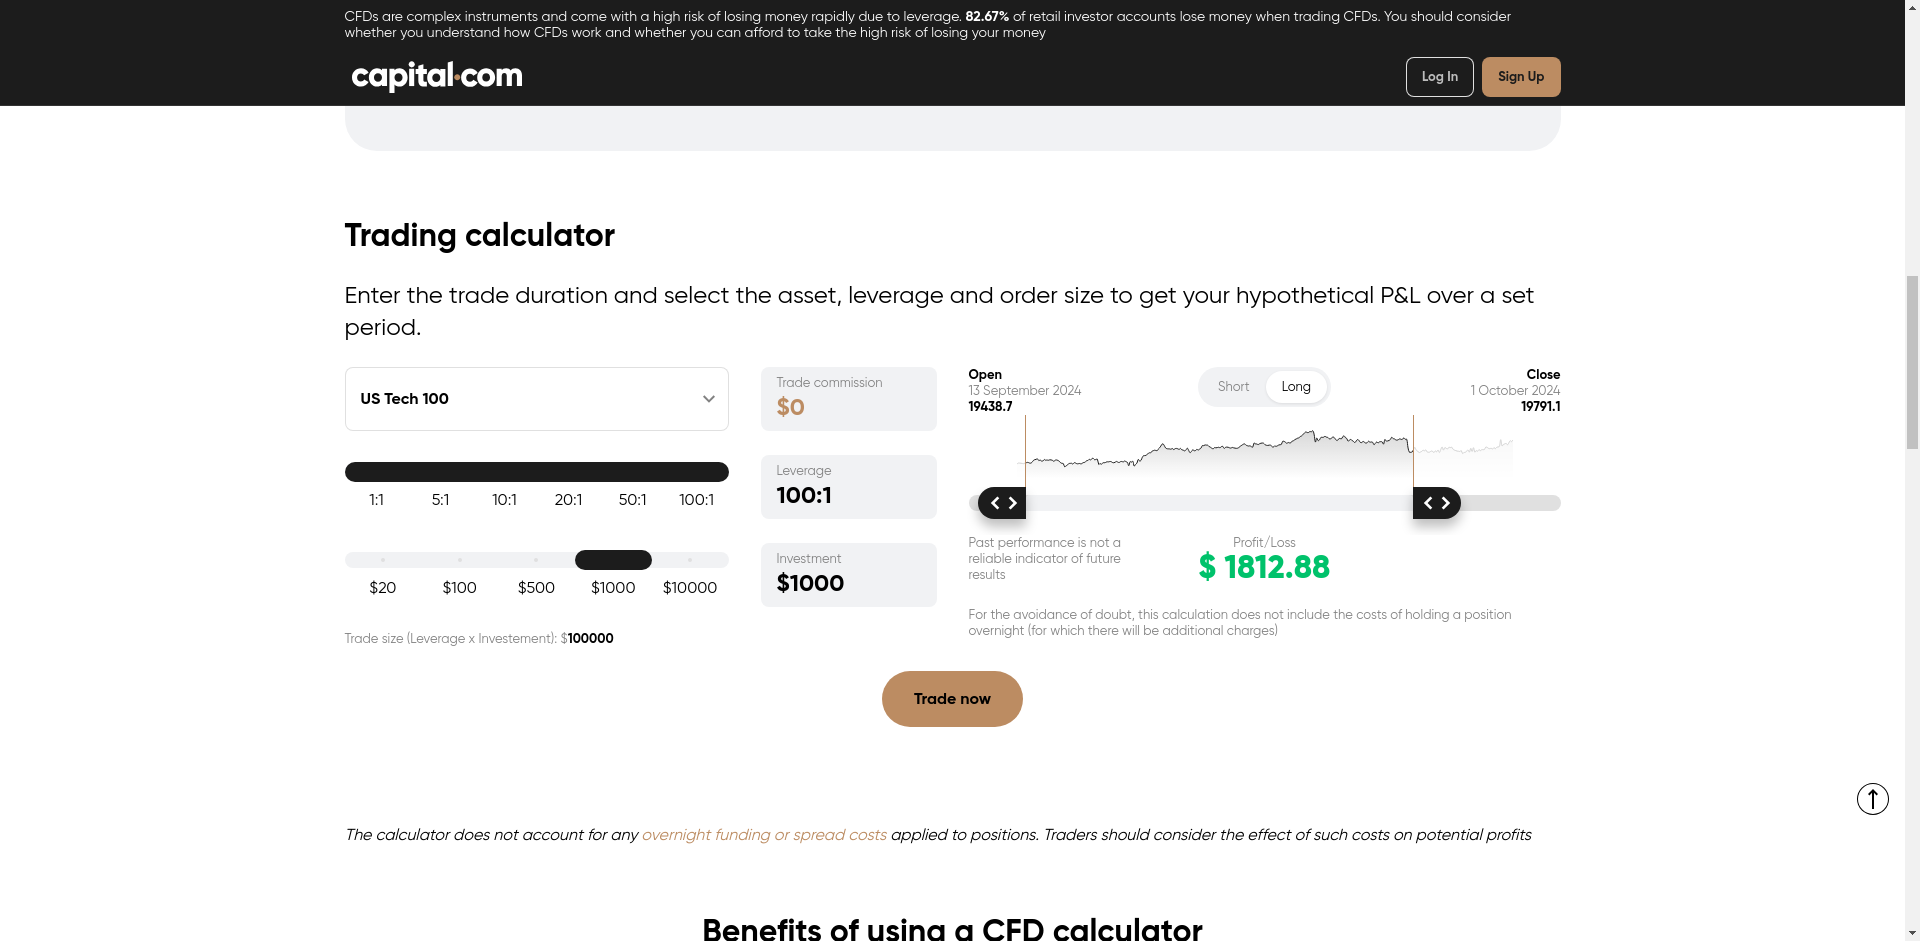 CFDs are complex instruments and come with a high risk of losing money rapidly due to leverage. 82.67% of retail investor accounts lose money when trading CFDs. You should consider
whether you understand how CFDs work and whether you can afford to take the high risk of losing your money
capital.com
Log In
Sign Up
Trading calculator
Enter the trade duration and select the asset, leverage and order size to get your hypothetical P&L over a set
period.
US Tech 100
1:1 5:1 10:1 20:1 50:1 100:1
$20 $100 $500 $1000 $10000
Trade size (Leverage x Investement): $100000
Trade commission
$0
Leverage
100:1
Investment
$1000
Open
13 September 2024
19438.7
Short Long
Close
1 October 2024
19791.1
Past performance is not a
reliable indicator of future
results
Profit/Loss
$ 1812.88
For the avoidance of doubt, this calculation does not include the costs of holding a position
overnight (for which there will be additional charges)
Trade now
The calculator does not account for any overnight funding or spread costs applied to positions. Traders should consider the effect of such costs on potential profits
Benefits of using a CFD calculator